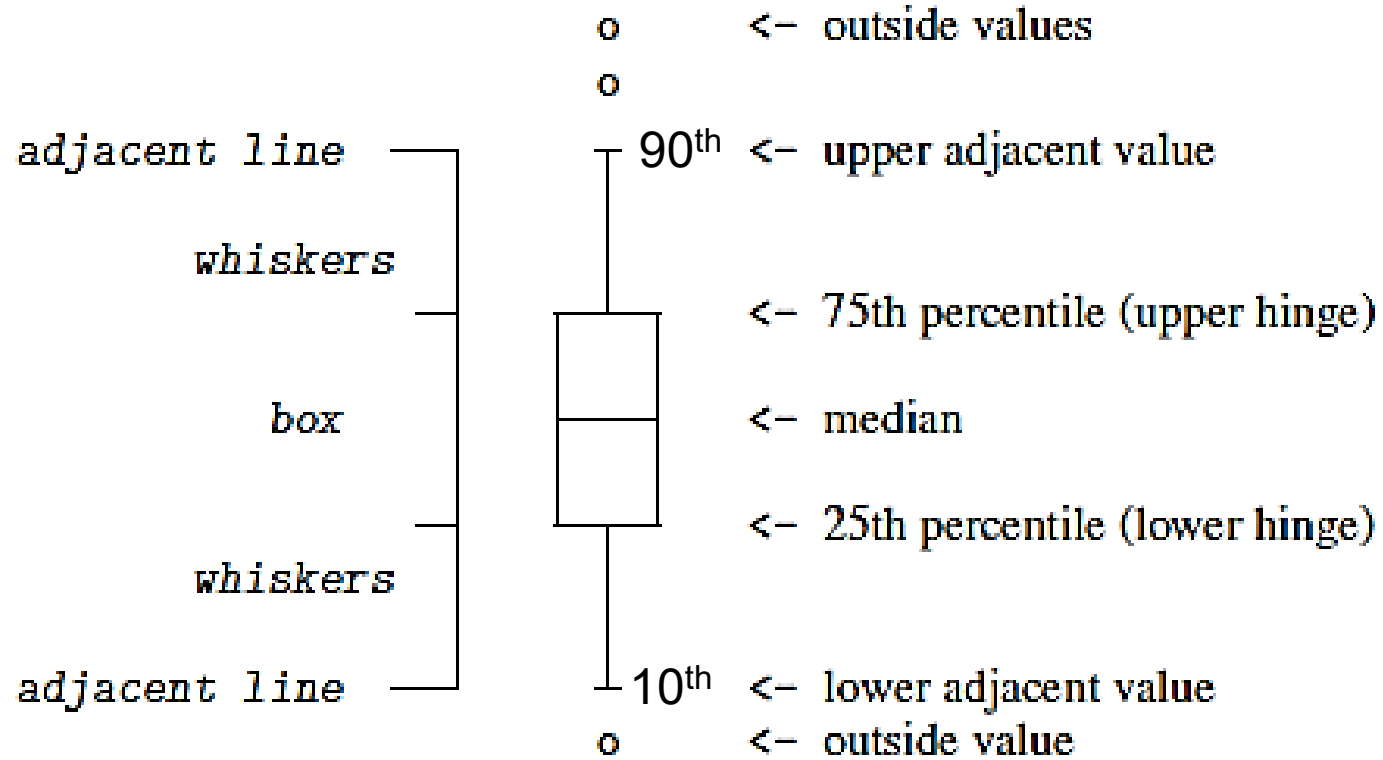 o <- outside values
o
adjacent line 90th <- upper adjacent value
whiskers
<- 75th percentile (upper hinge)
box <- median
<- 25th percentile (lower hinge)
whiskers
adjacent line 10th <- lower adjacent value
o <- outside value